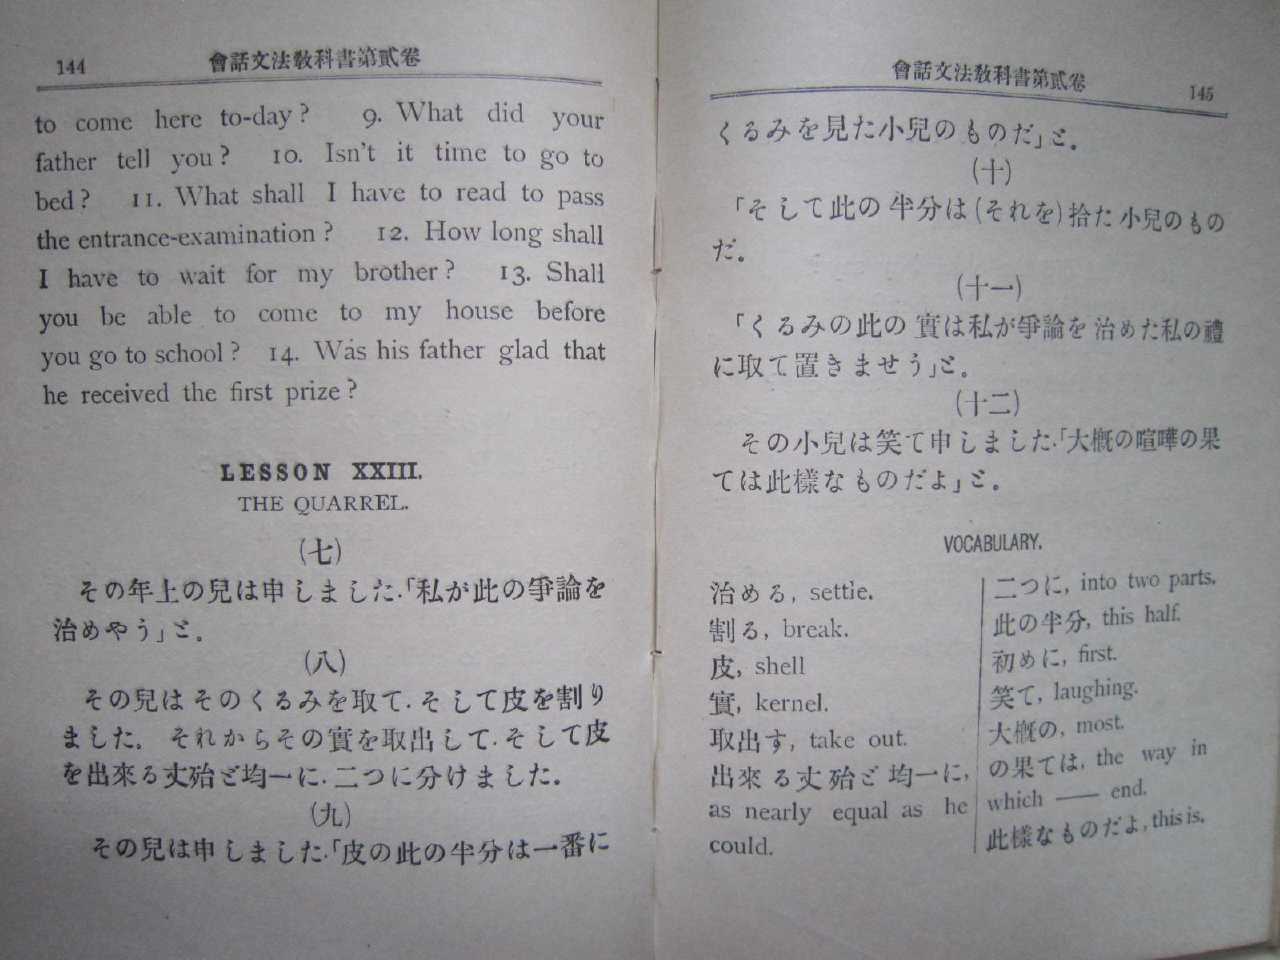 144
會話文法敎科書第貳卷
to come here to-day? 9. What did your
father tell you? 10. Isn't it time to go to
bed? 11. What shall I have to read to pass
the entrance-examination? 12. How long shall
I have to wait for my brother? 13. Shall
you be able to come to my house before
you go to school? 14. Was his father glad that
he received the first prize?
LESSON XXIII.
THE QUARREL.
(七)
その年上の兒は申しました.「私が此の爭論を
治めやう」と。
(八)
その兒はそのくるみを取て.そして皮を割り
ました. それからその實を取出して.そして皮
を出來る丈殆ど均一に.二つに分けました。
(九)
その兒は申しました.「皮の此の半分は一番に
會話文法敎科書第貳卷
145
くるみを見た小兒のものだ」と。
(十)
「そして此の半分は(それを)拾た小兒のもの
だ。
(十一)
「くるみの此の實は私が爭論を治めた私の禮
に取て置きませう」と。
(十二)
その小兒は笑て申しました.「大槪の喧嘩の果
ては此樣なものだよ」と。
VOCABULARY.
治める, settle.
割る, break.
皮, shell
實, kernel.
取出す, take out.
出來る丈殆ど均一に,
as nearly equal as he
could.
二つに, into two parts.
此の半分, this half.
初めに, first.
笑て, laughing.
大槪の, most.
の果ては, the way in
which —— end.
此樣なものだよ, this is.